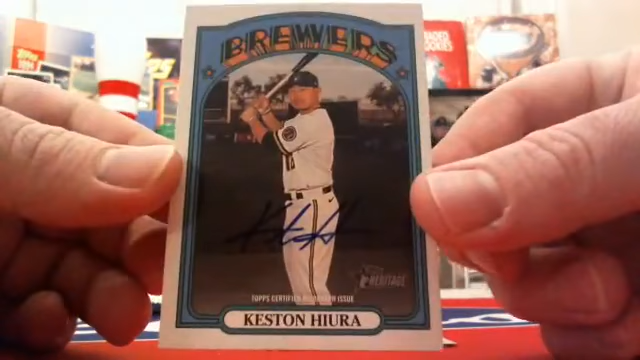 BREWERS
HERITAGE
TOPPS CERTIFIED AUTOGRAPH ISSUE
KESTON HIURA